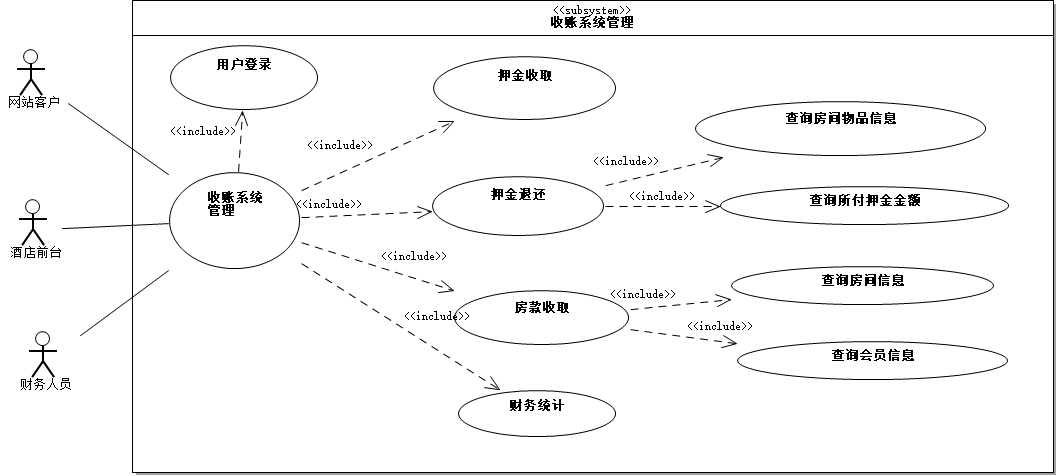 <<subsystem>>
收账系统管理
用户登录
押金收取
网站客户
查询房间物品信息
<<include>>
<<include>>
<<include>>
收账系统
管理
押金退还
<<include>>
<<include>>
查询所付押金金额
酒店前台
<<include>>
查询房间信息
<<include>>
房款收取
<<include>>
<<include>>
查询会员信息
财务人员
财务统计